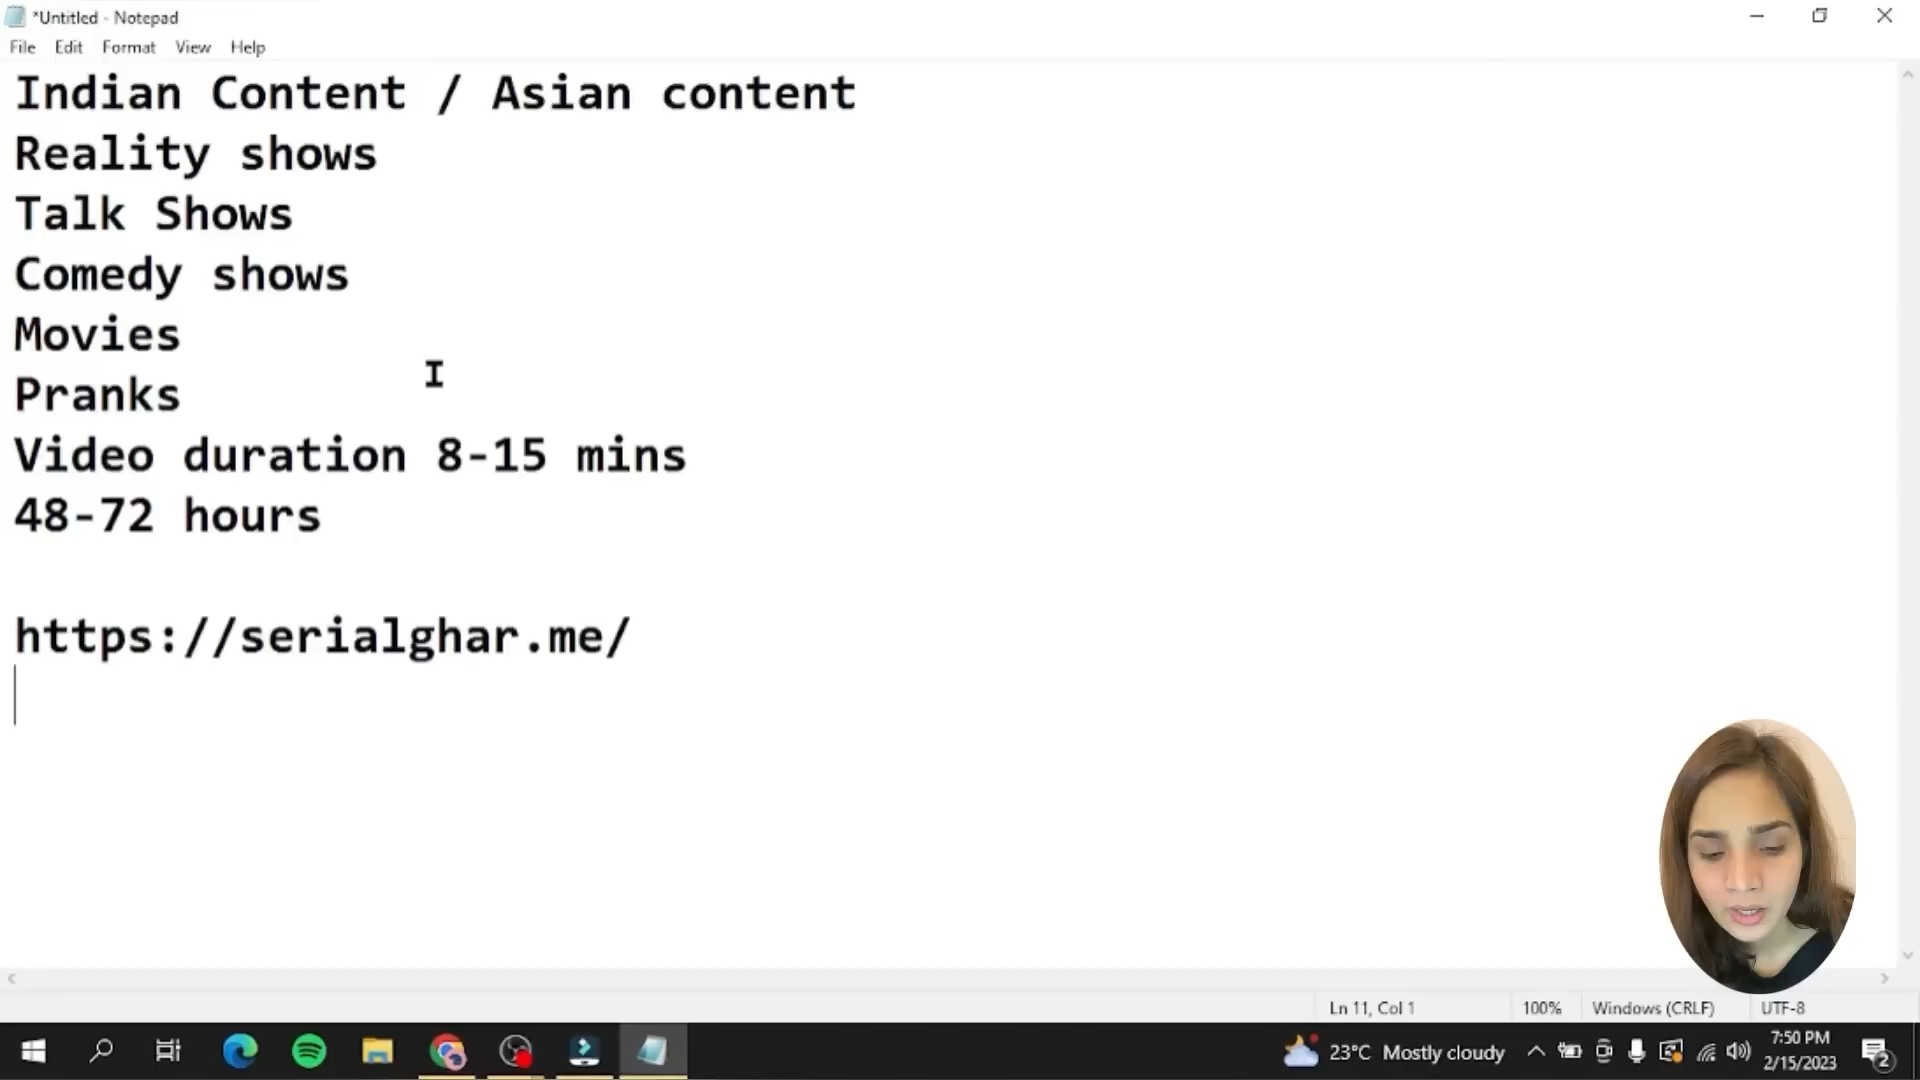 *Untitled - Notepad
File Edit Format View Help
Indian Content / Asian content
Reality shows
Talk Shows
Comedy shows
Movies
Pranks
Video duration 8-15 mins
48-72 hours
https://serialghar.me/
Ln 11, Col 1 100% Windows (CRLF) UTF-8
23°C Mostly cloudy
7:50 PM
2/15/2023
2